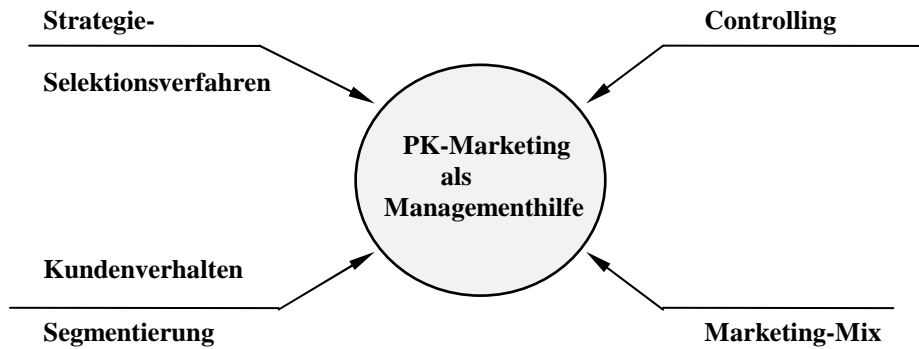 Strategie-
Selektionsverfahren
Controlling
PK-Marketing
als
Managementhilfe
Kundenverhalten
Segmentierung
Marketing-Mix